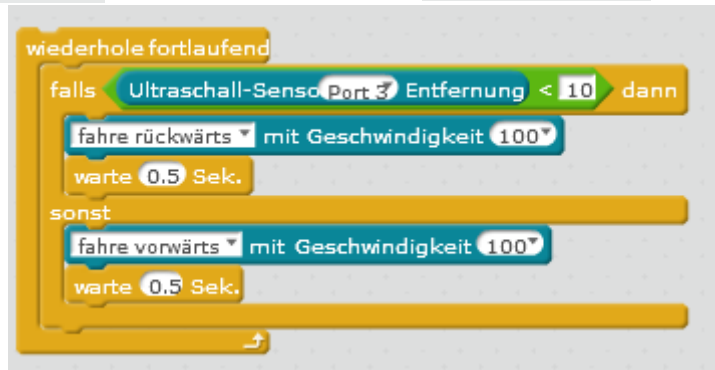 wiederhole fortlaufend
falls Ultraschall-Senso Port 3 Entfernung < 10 dann
fahre rückwärts mit Geschwindigkeit 100
warte 0.5 Sek.
sonst
fahre vorwärts mit Geschwindigkeit 100
warte 0.5 Sek.